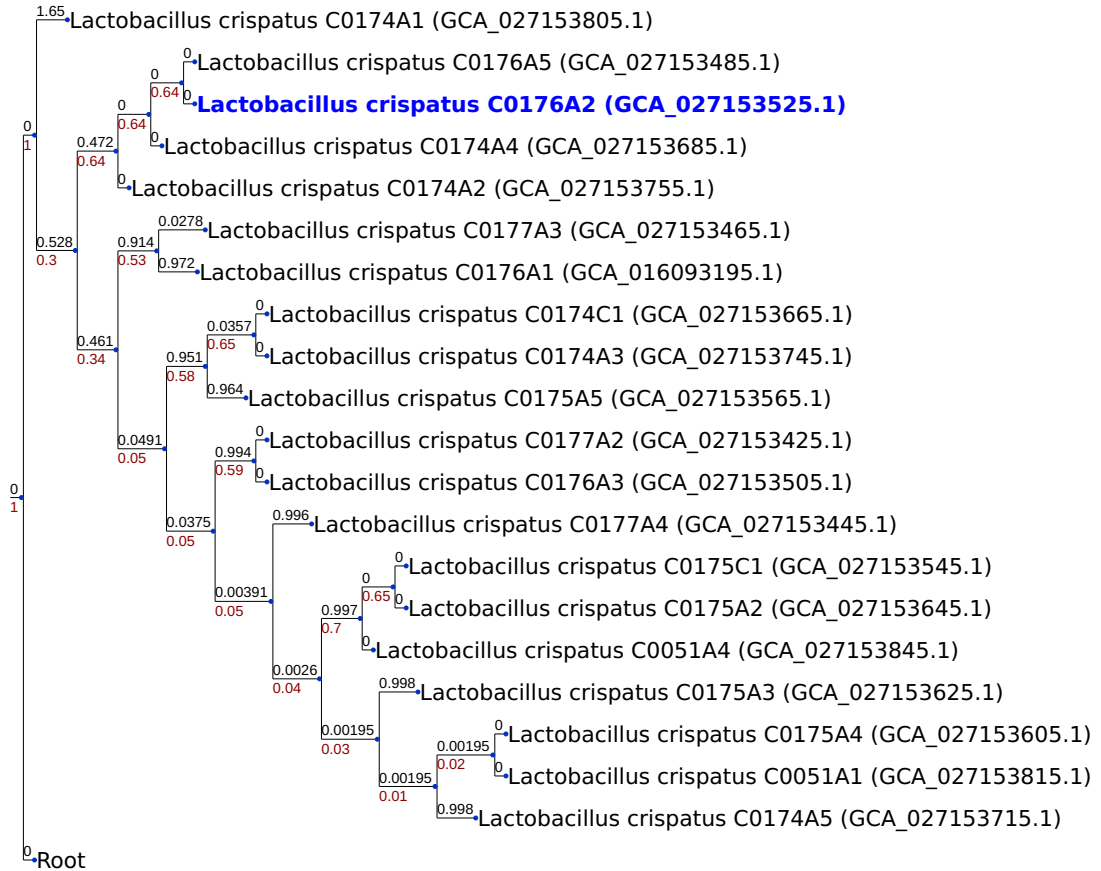 1.65
Lactobacillus crispatus C0174A1 (GCA_027153805.1)
0
Lactobacillus crispatus C0176A5 (GCA_027153485.1)
0
0.64
0
Lactobacillus crispatus C0176A2 (GCA_027153525.1)
0
0.64
0
Lactobacillus crispatus C0174A4 (GCA_027153685.1)
0
1
0.472
0.64
0
Lactobacillus crispatus C0174A2 (GCA_027153755.1)
0.0278
Lactobacillus crispatus C0177A3 (GCA_027153465.1)
0.528
0.3
0.914
0.53
0.972
Lactobacillus crispatus C0176A1 (GCA_016093195.1)
0
Lactobacillus crispatus C0174C1 (GCA_027153665.1)
0.0357
0.65
0.461
0.34
0
Lactobacillus crispatus C0174A3 (GCA_027153745.1)
0.951
0.58
0.964
Lactobacillus crispatus C0175A5 (GCA_027153565.1)
0.0491
0.05
0
Lactobacillus crispatus C0177A2 (GCA_027153425.1)
0.994
0.59
0
Lactobacillus crispatus C0176A3 (GCA_027153505.1)
0
1
0.0375
0.05
0.996
Lactobacillus crispatus C0177A4 (GCA_027153445.1)
0
Lactobacillus crispatus C0175C1 (GCA_027153545.1)
0
0.65
0.00391
0.05
0
Lactobacillus crispatus C0175A2 (GCA_027153645.1)
0.997
0.7
0
Lactobacillus crispatus C0051A4 (GCA_027153845.1)
0.0026
0.04
0.998
Lactobacillus crispatus C0175A3 (GCA_027153625.1)
0.00195
0.03
0
Lactobacillus crispatus C0175A4 (GCA_027153605.1)
0.00195
0.02
0
Lactobacillus crispatus C0051A1 (GCA_027153815.1)
0.00195
0.01
0.998
Lactobacillus crispatus C0174A5 (GCA_027153715.1)
0
Root